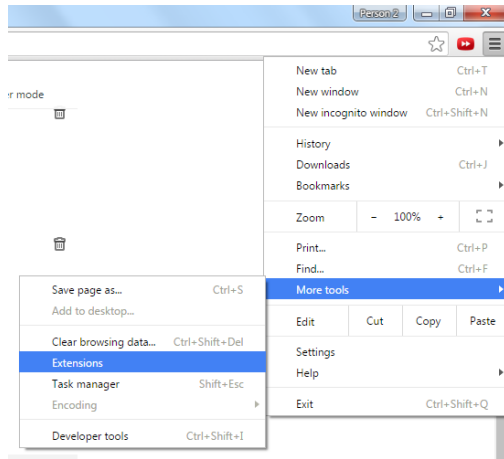 Person 2
New tab Ctrl+T
New window Ctrl+N
er mode
New incognito window Ctrl+Shift+N
History
Downloads Ctrl+J
Bookmarks
Zoom - 100% +
Print... Ctrl+P
Find... Ctrl+F
More tools
Edit Cut Copy Paste
Settings
Help
Exit Ctrl+Shift+Q
Save page as... Ctrl+S
Add to desktop...
Clear browsing data... Ctrl+Shift+Del
Extensions
Task manager Shift+Esc
Encoding
Developer tools Ctrl+Shift+I